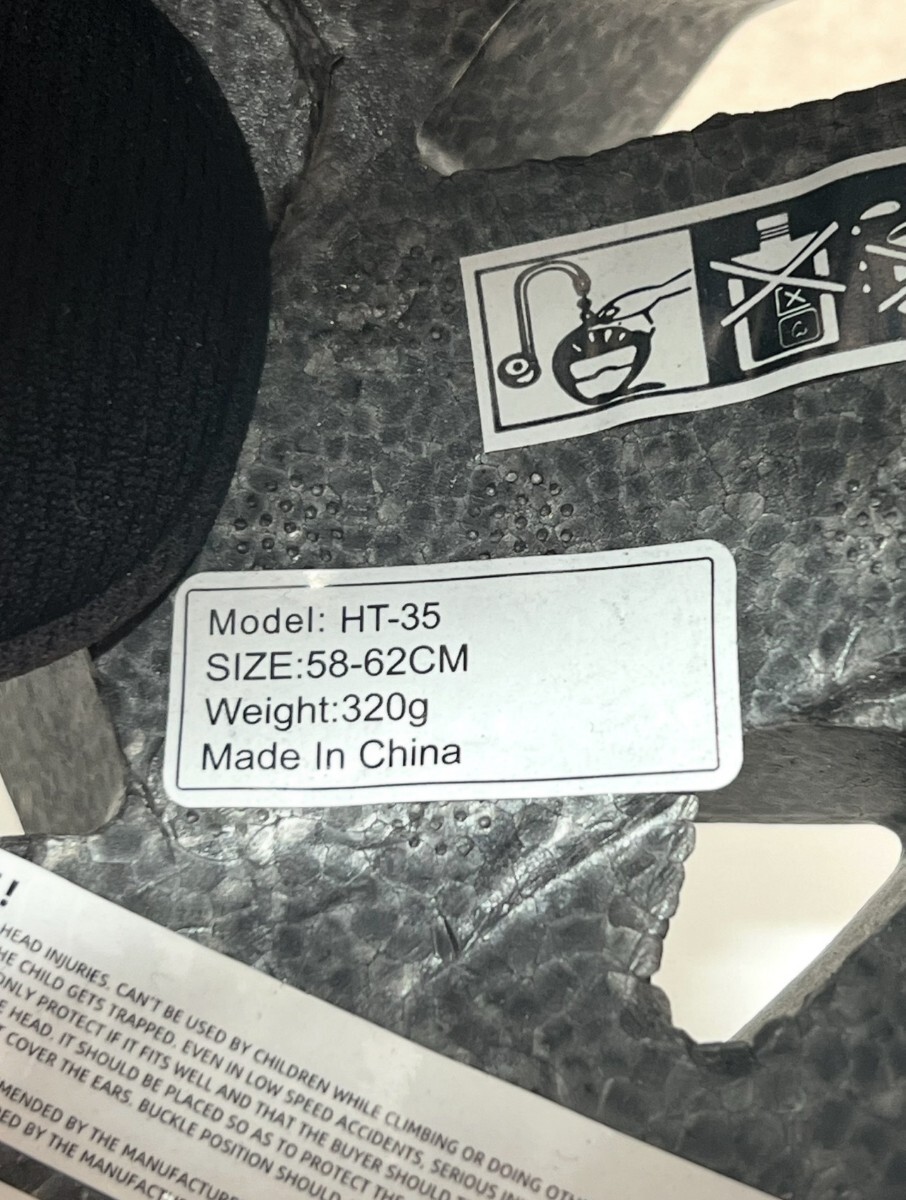 Model: HT-35
SIZE:58-62CM
Weight:320g
Made In China
!
HEAD INJURIES. CAN'T BE USED BY CHILDREN WHILE CLIMBING OR DOING
HE CHILD GETS TRAPPED. EVEN IN LOW SPEED ACCIDENTS, SERIOUS
ONLY PROTECT IF IT FITS WELL AND THAT THE BUYER SHOULD
HEAD. IT SHOULD BE PLACED SO AS TO PROTECT THE
COVER THE EARS. BUCKLE POSITION SHOULD
MENDED BY THE MANUFACTURE
ED BY THE MANUFACT